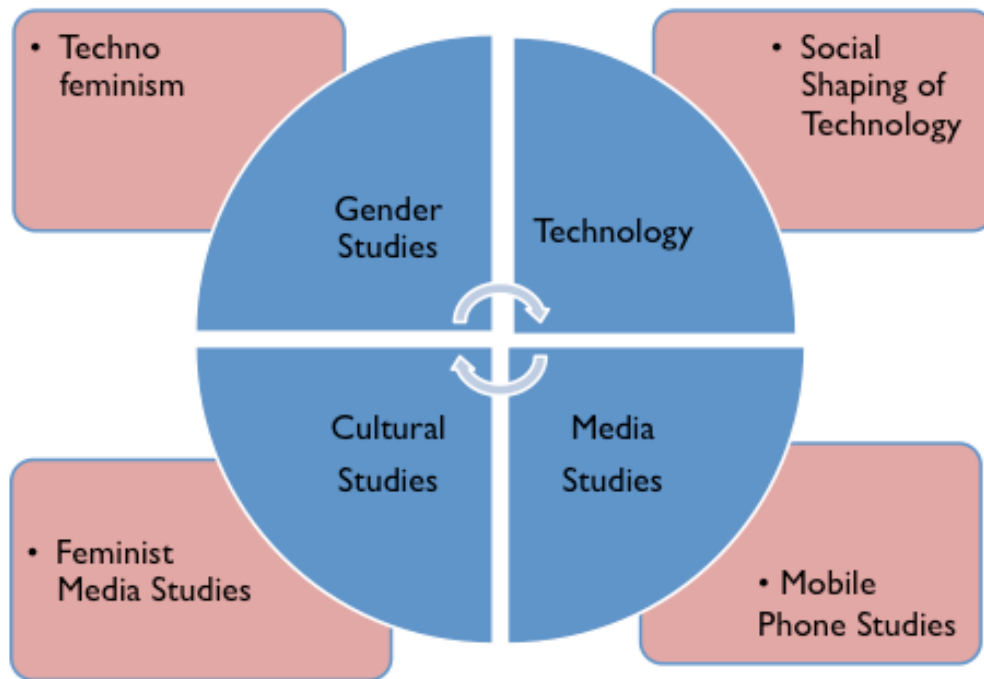 • Techno
feminism
• Social
Shaping of
Technology
Gender
Studies
Technology
Cultural
Studies
Media
Studies
• Feminist
Media Studies
• Mobile
Phone Studies